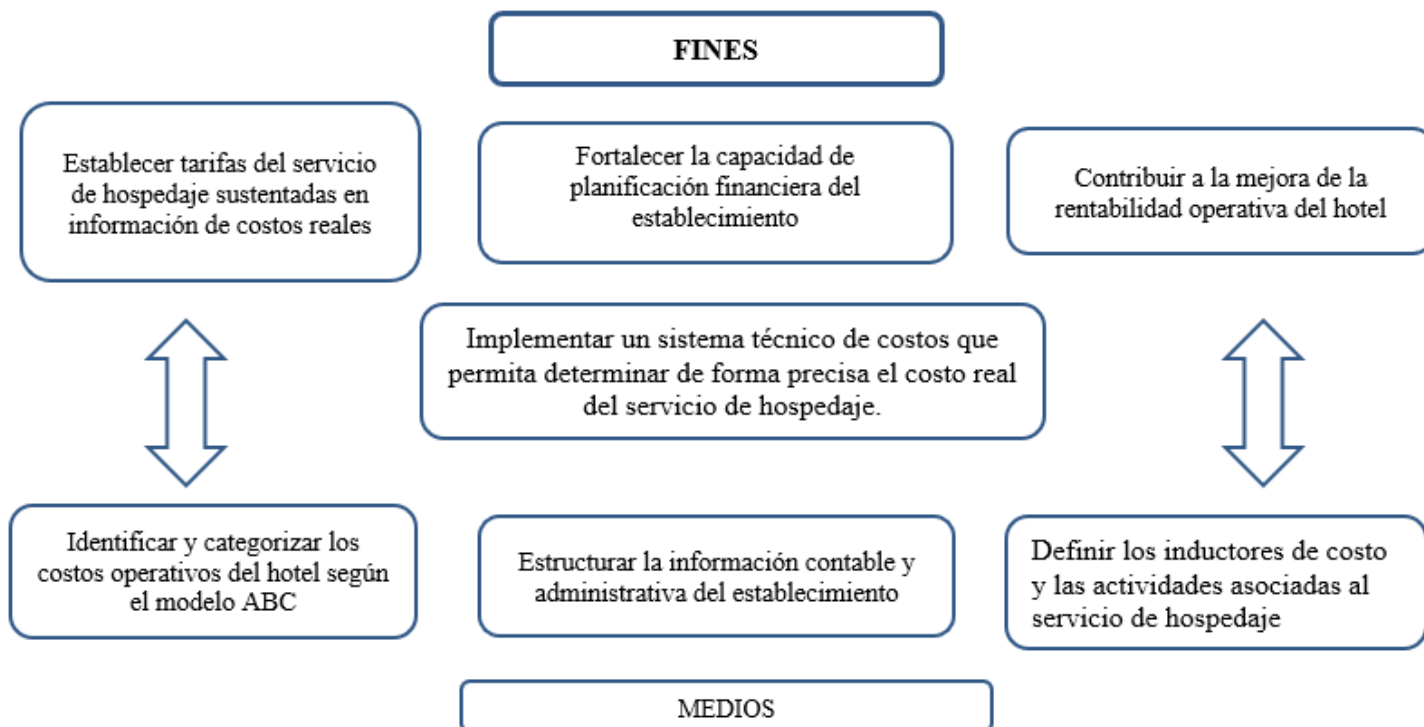 FINES
Establecer tarifas del servicio
de hospedaje sustentadas en
información de costos reales
Fortalecer la capacidad de
planificación financiera del
establecimiento
Contribuir a la mejora de la
rentabilidad operativa del hotel
Implementar un sistema técnico de costos que
permita determinar de forma precisa el costo real
del servicio de hospedaje.
Identificar y categorizar los
costos operativos del hotel según
el modelo ABC
Estructurar la información contable y
administrativa del establecimiento
Definir los inductores de costo
y las actividades asociadas al
servicio de hospedaje
MEDIOS